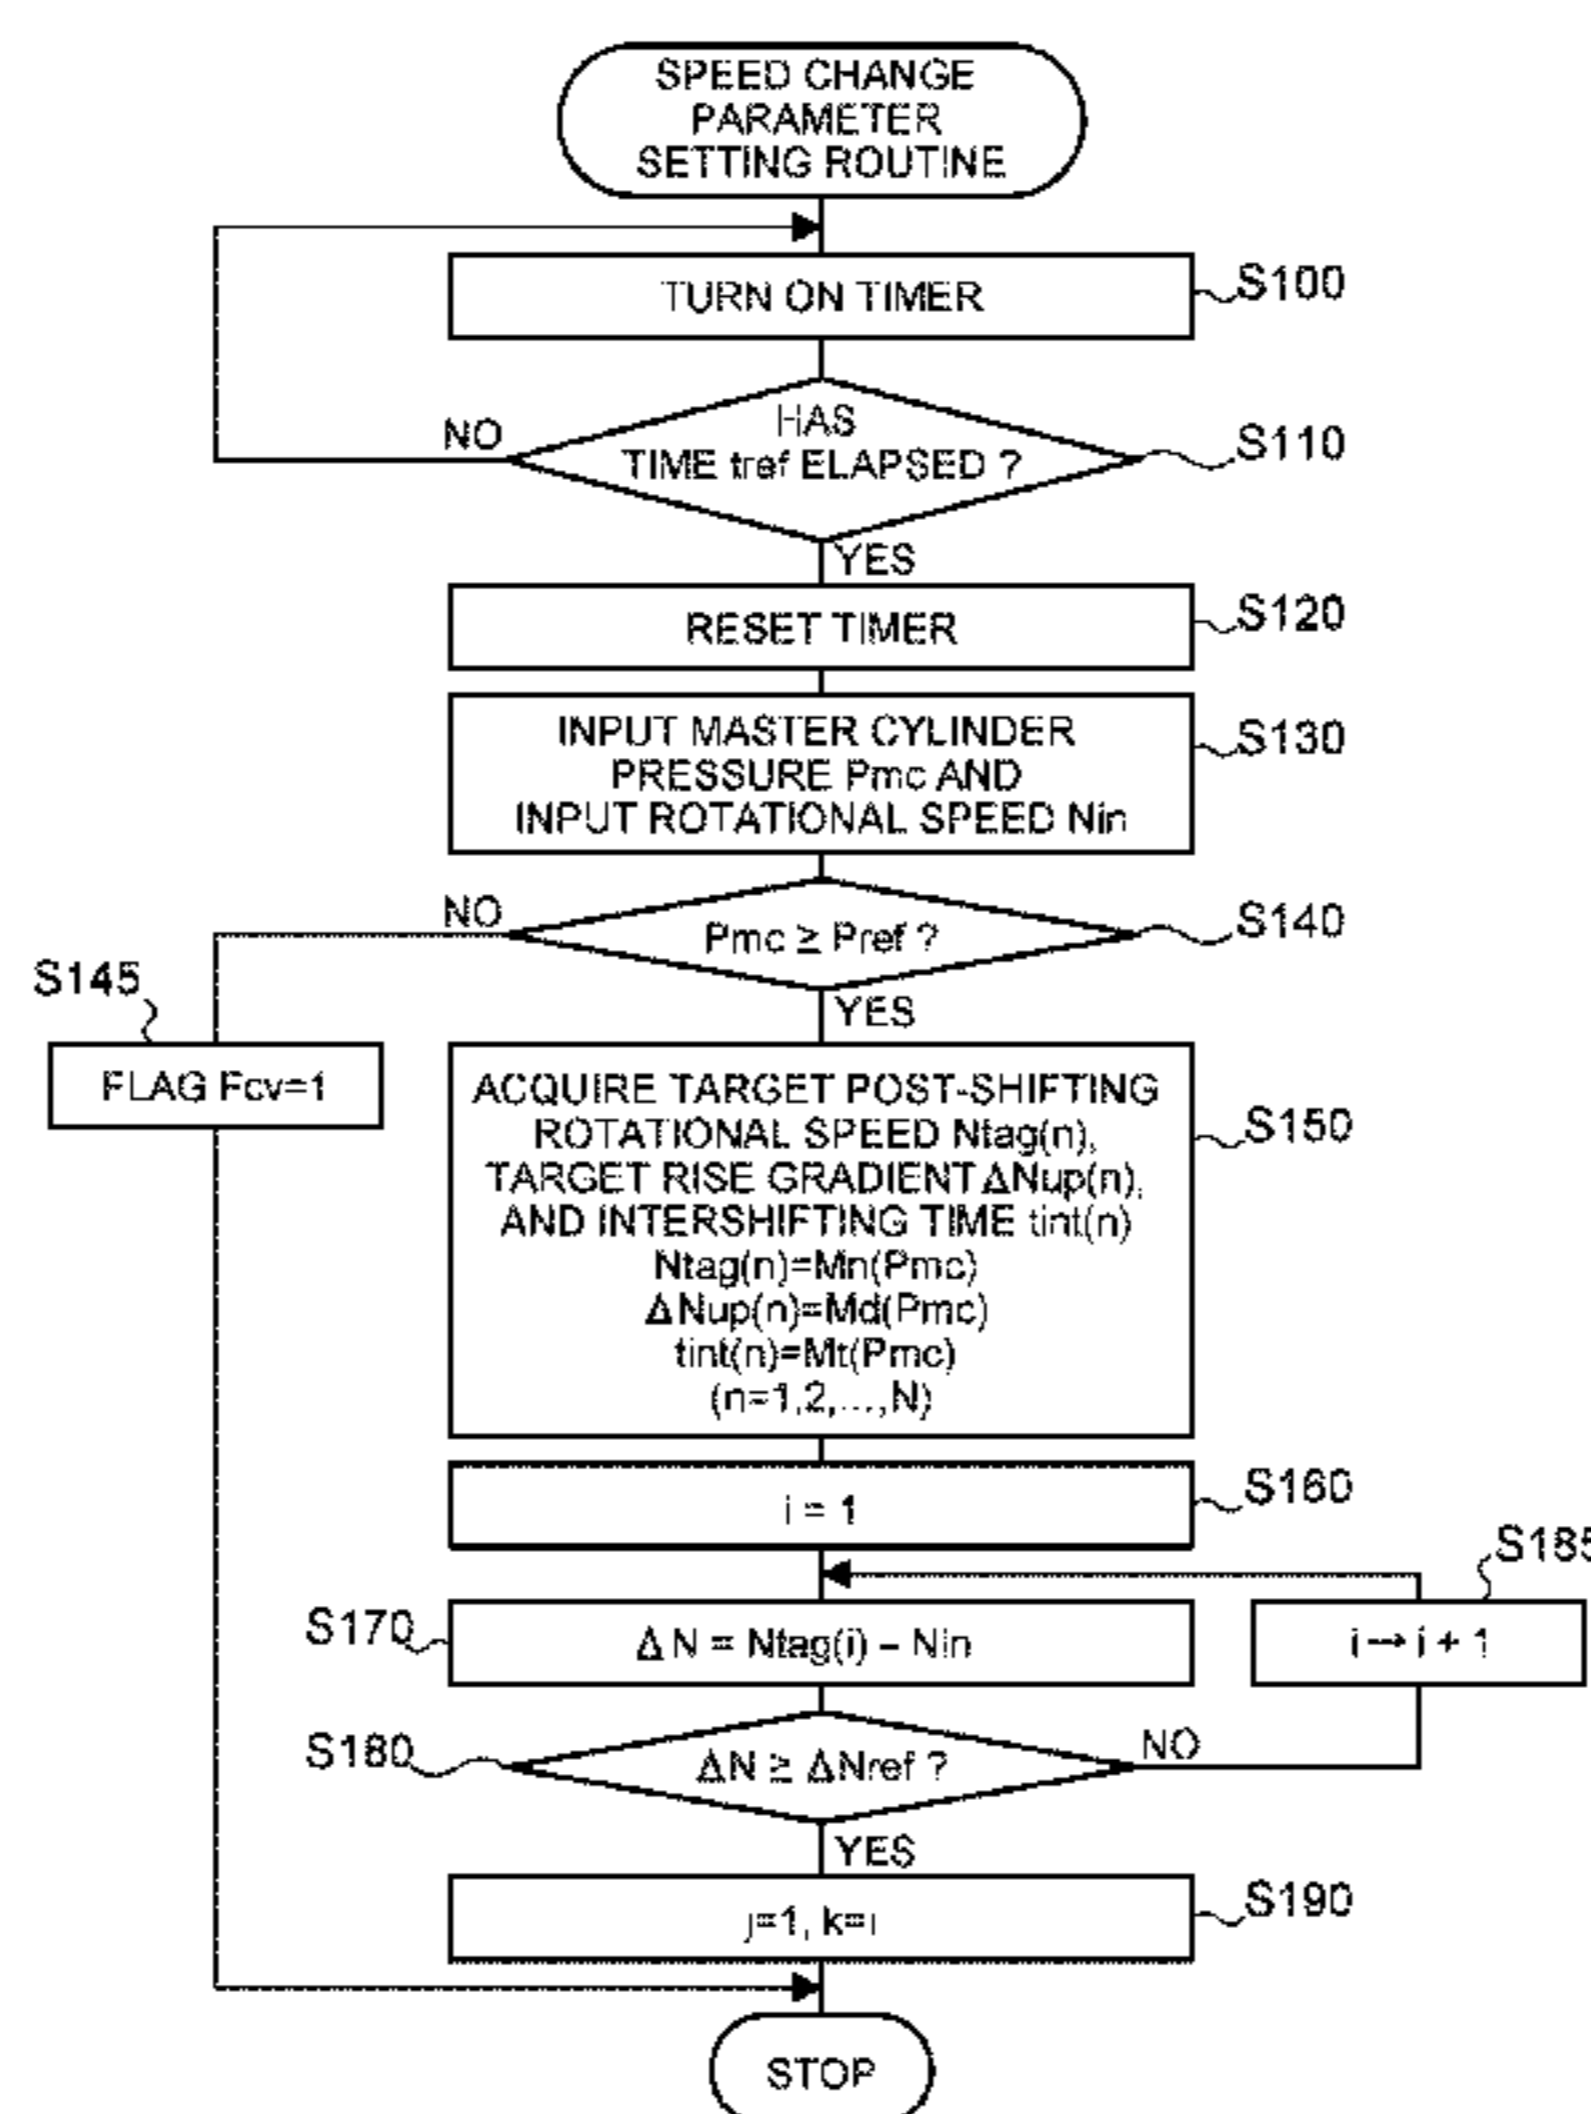 SPEED CHANGE
PARAMETER
SETTING ROUTINE
TURN ON TIMER
S100
HAS
TIME tref ELAPSED ?
S110
NO
YES
RESET TIMER
S120
INPUT MASTER CYLINDER
PRESSURE Pmc AND
INPUT ROTATIONAL SPEED Nin
S130
Pmc ≥ Pref ?
S140
NO
YES
S145
FLAG Fcv=1
ACQUIRE TARGET POST-SHIFTING
ROTATIONAL SPEED Ntag(n),
TARGET RISE GRADIENT ΔNup(n),
AND INTERSHIFTING TIME tint(n)
Ntag(n)=Mn(Pmc)
ΔNup(n)=Md(Pmc)
tint(n)=Mt(Pmc)
(n=1,2,...,N)
S150
i = 1
S160
S185
i → i + 1
S170
ΔN = Ntag(i) – Nin
S180
ΔN ≥ ΔNref ?
NO
YES
j=1, k=i
S190
STOP